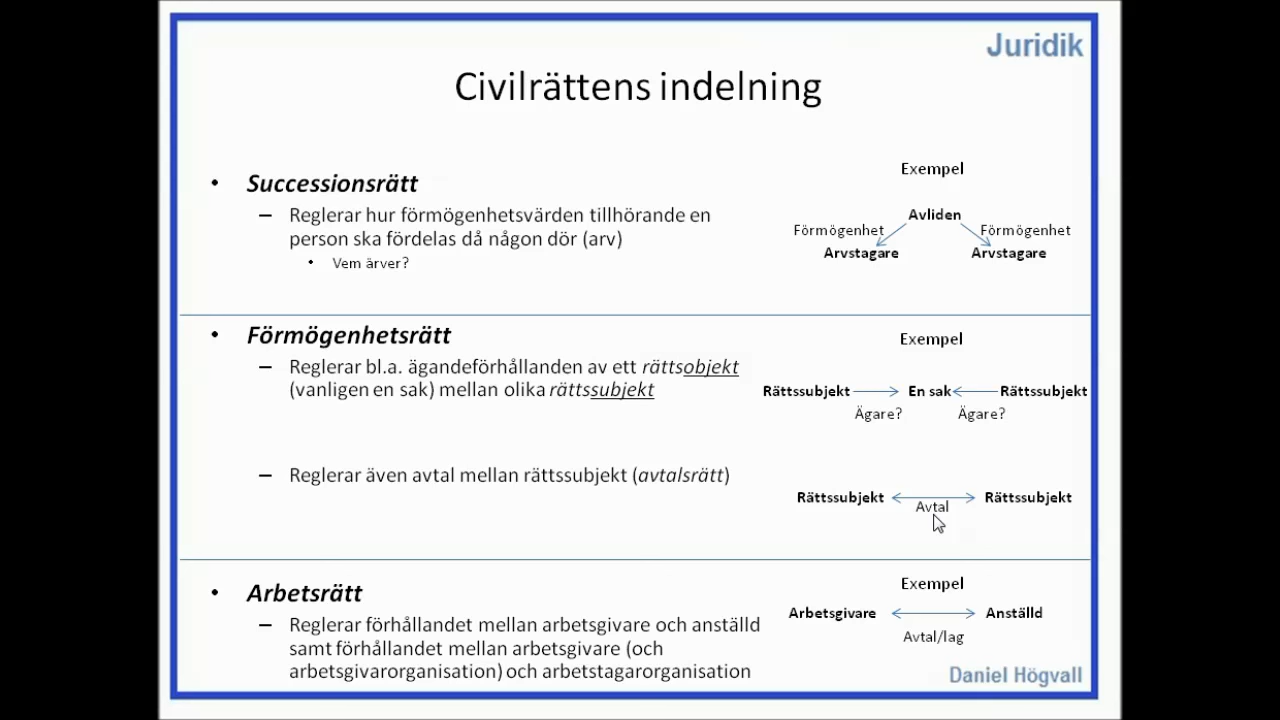 Juridik
Civilrättens indelning
• Successionsrätt
– Reglerar hur förmögenhetsvärden tillhörande en
person ska fördelas då någon dör (arv)
• Vem ärver?
Exempel
Avliden
Förmögenhet Förmögenhet
Arvstagare Arvstagare
• Förmögenhetsrätt
– Reglerar bl.a. ägandeförhållanden av ett rättsobjekt
(vanligen en sak) mellan olika rättssubjekt
Exempel
Rättssubjekt En sak Rättssubjekt
Ägare? Ägare?
– Reglerar även avtal mellan rättssubjekt (avtalsrätt)
Rättssubjekt Rättssubjekt
Avtal
• Arbetsrätt
– Reglerar förhållandet mellan arbetsgivare och anställd
samt förhållandet mellan arbetsgivare (och
arbetsgivarorganisation) och arbetstagarorganisation
Exempel
Arbetsgivare Anställd
Avtal/lag
Daniel Högvall